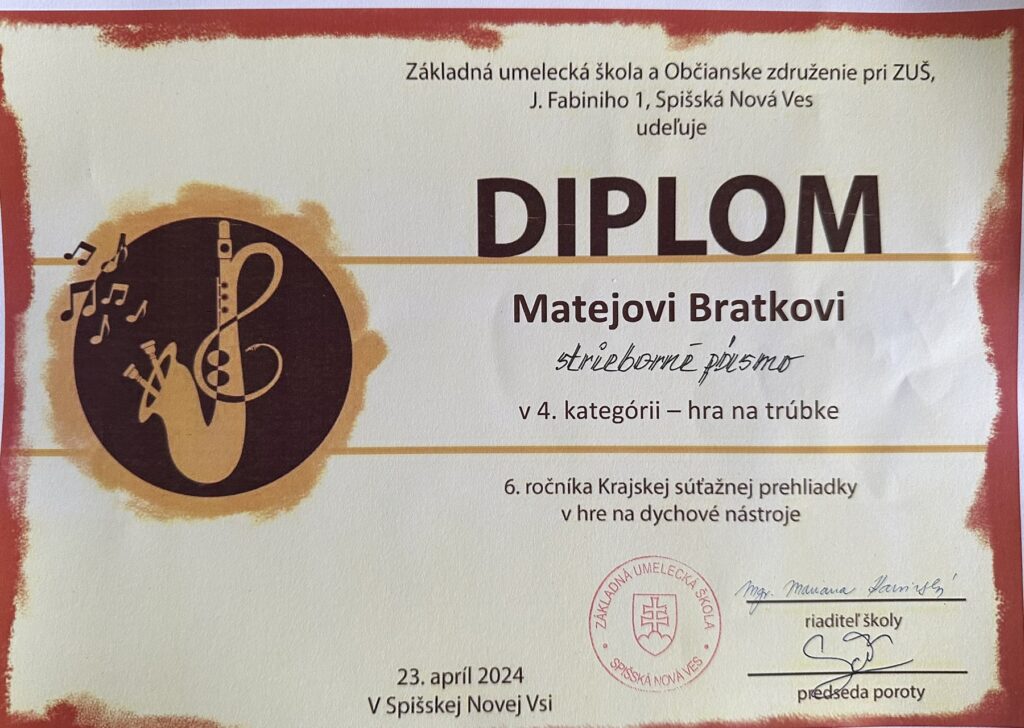 Základná umelecká škola a Občianske združenie pri ZUŠ,
J. Fabiniho 1, Spišská Nová Ves
udeľuje
DIPLOM
Matejovi Bratkovi
strieborné pásmo
v 4. kategórii – hra na trúbke
6. ročníka Krajskej súťažnej prehliadky
v hre na dychové nástroje
ZÁKLADNÁ UMELECKÁ ŠKOLA
SPIŠSKÁ NOVÁ VES
Mgr.
riaditeľ školy
predseda poroty
23. apríl 2024
V Spišskej Novej Vsi